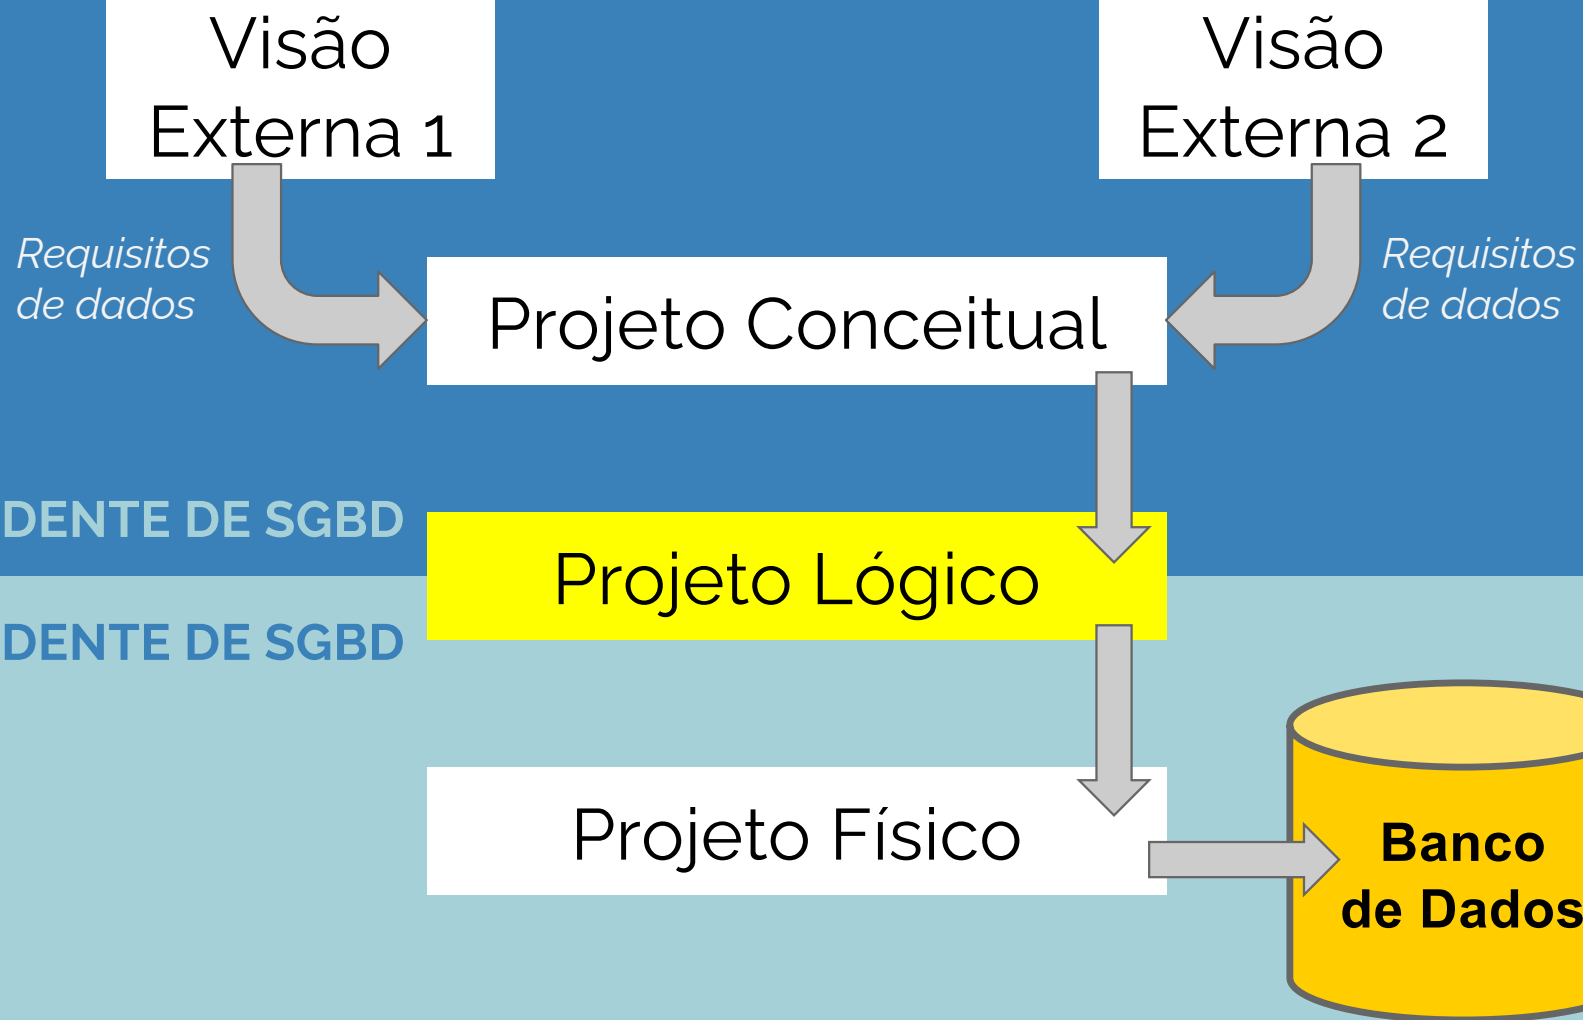 Visão
Externa 1
Visão
Externa 2
Requisitos
de dados
Requisitos
de dados
Projeto Conceitual
DENTE DE SGBD
Projeto Lógico
DENTE DE SGBD
Projeto Físico
Banco
de Dados